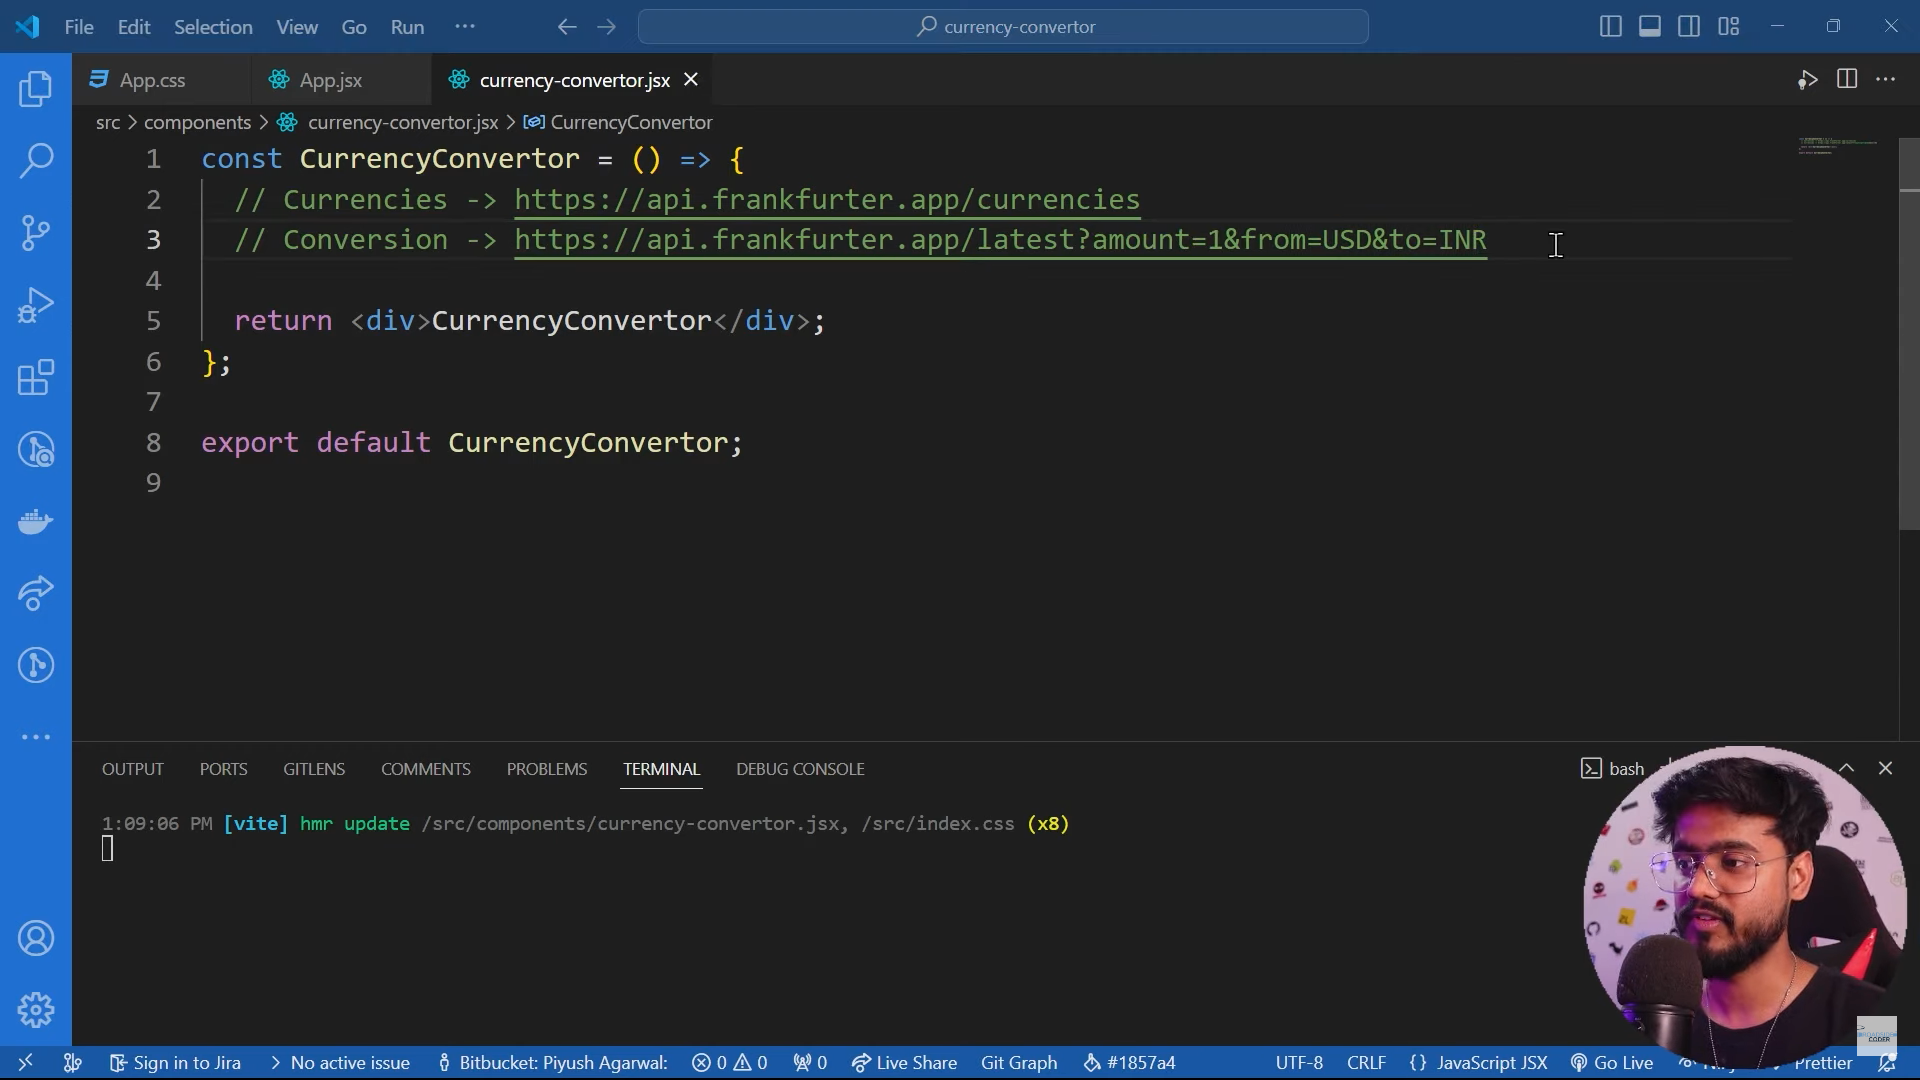 File Edit Selection View Go Run ··· currency-convertor
App.css App.jsx currency-convertor.jsx
src > components > currency-convertor.jsx > CurrencyConvertor
1 const CurrencyConvertor = () => {
2 // Currencies -> https://api.frankfurter.app/currencies
3 // Conversion -> https://api.frankfurter.app/latest?amount=1&from=USD&to=INR
4
5 return <div>CurrencyConvertor</div>;
6 };
7
8 export default CurrencyConvertor;
9
OUTPUT PORTS GITLENS COMMENTS PROBLEMS TERMINAL DEBUG CONSOLE bash
1:09:06 PM [vite] hmr update /src/components/currency-convertor.jsx, /src/index.css (x8)
CODER
Sign in to Jira No active issue Bitbucket: Piyush Agarwal: 0 0 0 Live Share Git Graph #1857a4 UTF-8 CRLF {} JavaScript JSX Go Live Prettier